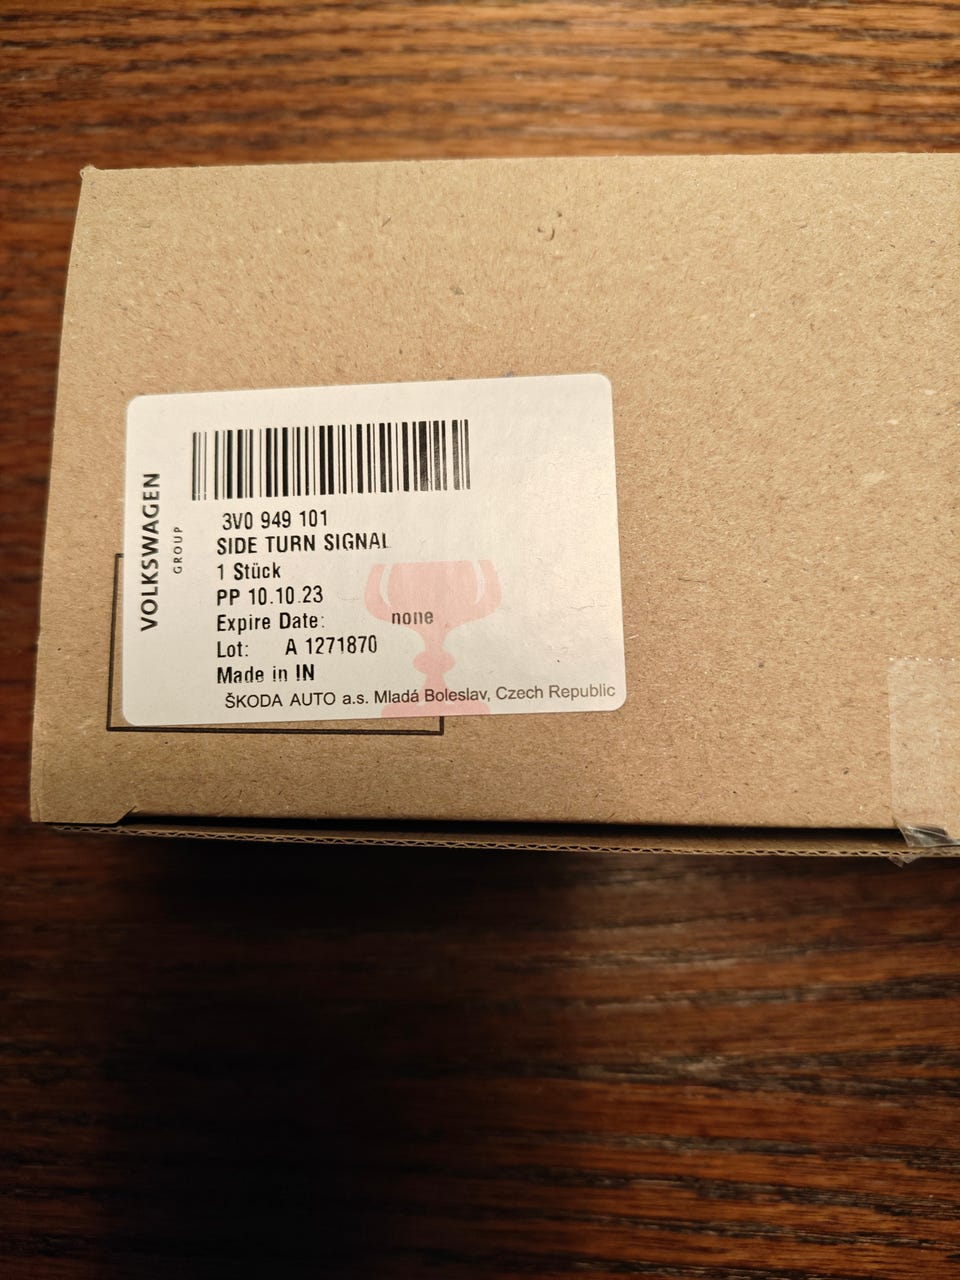 VOLKSWAGEN
GROUP
3V0 949 101
SIDE TURN SIGNAL
1 Stück
PP 10.10.23
Expire Date: none
Lot: A 1271870
Made in IN
ŠKODA AUTO a.s. Mladá Boleslav, Czech Republic